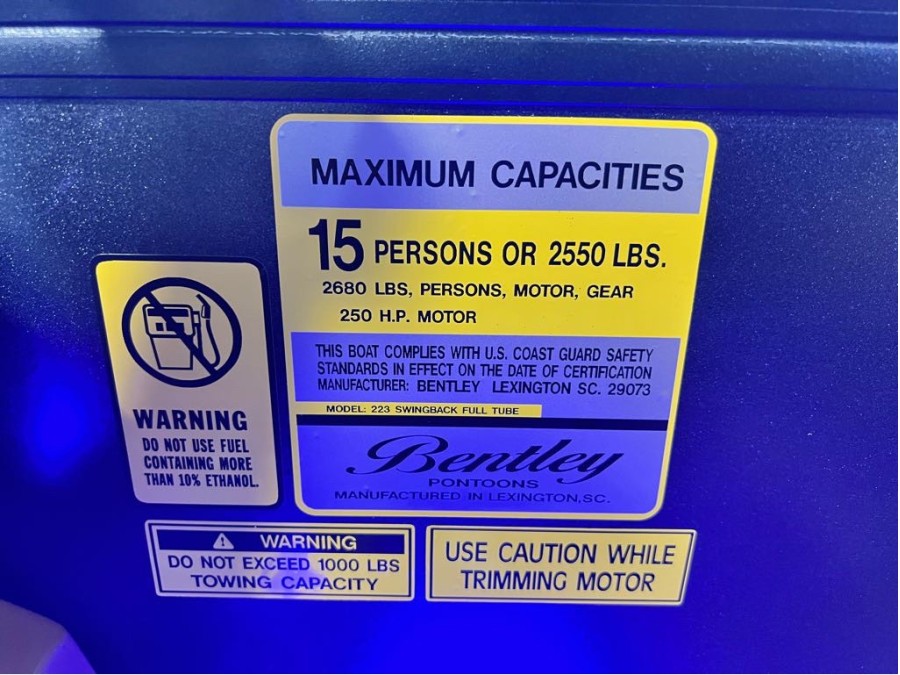 MAXIMUM CAPACITIES
15 PERSONS OR 2550 LBS.
2680 LBS, PERSONS, MOTOR, GEAR
250 H.P. MOTOR
THIS BOAT COMPLIES WITH U.S. COAST GUARD SAFETY
STANDARDS IN EFFECT ON THE DATE OF CERTIFICATION
MANUFACTURER: BENTLEY LEXINGTON SC. 29073
MODEL: 223 SWINGBACK FULL TUBE
Bentley
PONTOONS
MANUFACTURED IN LEXINGTON, SC.
WARNING
DO NOT USE FUEL
CONTAINING MORE
THAN 10% ETHANOL.
WARNING
DO NOT EXCEED 1000 LBS
TOWING CAPACITY
USE CAUTION WHILE
TRIMMING MOTOR